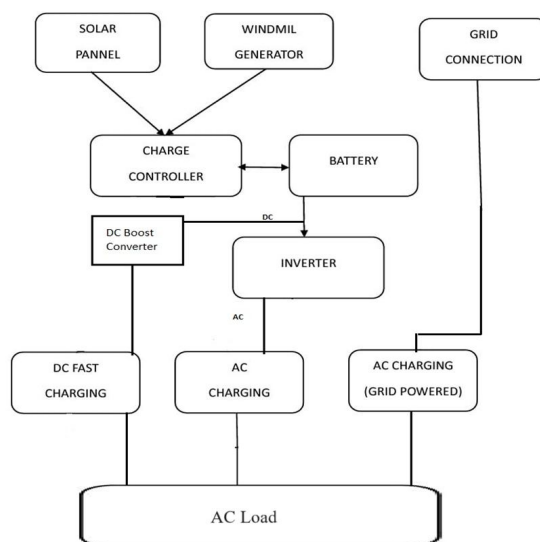 SOLAR
PANNEL
WINDMIL
GENERATOR
GRID
CONNECTION
CHARGE
CONTROLLER
BATTERY
DC
DC Boost
Converter
INVERTER
AC
DC FAST
CHARGING
AC
CHARGING
AC CHARGING
(GRID POWERED)
AC Load